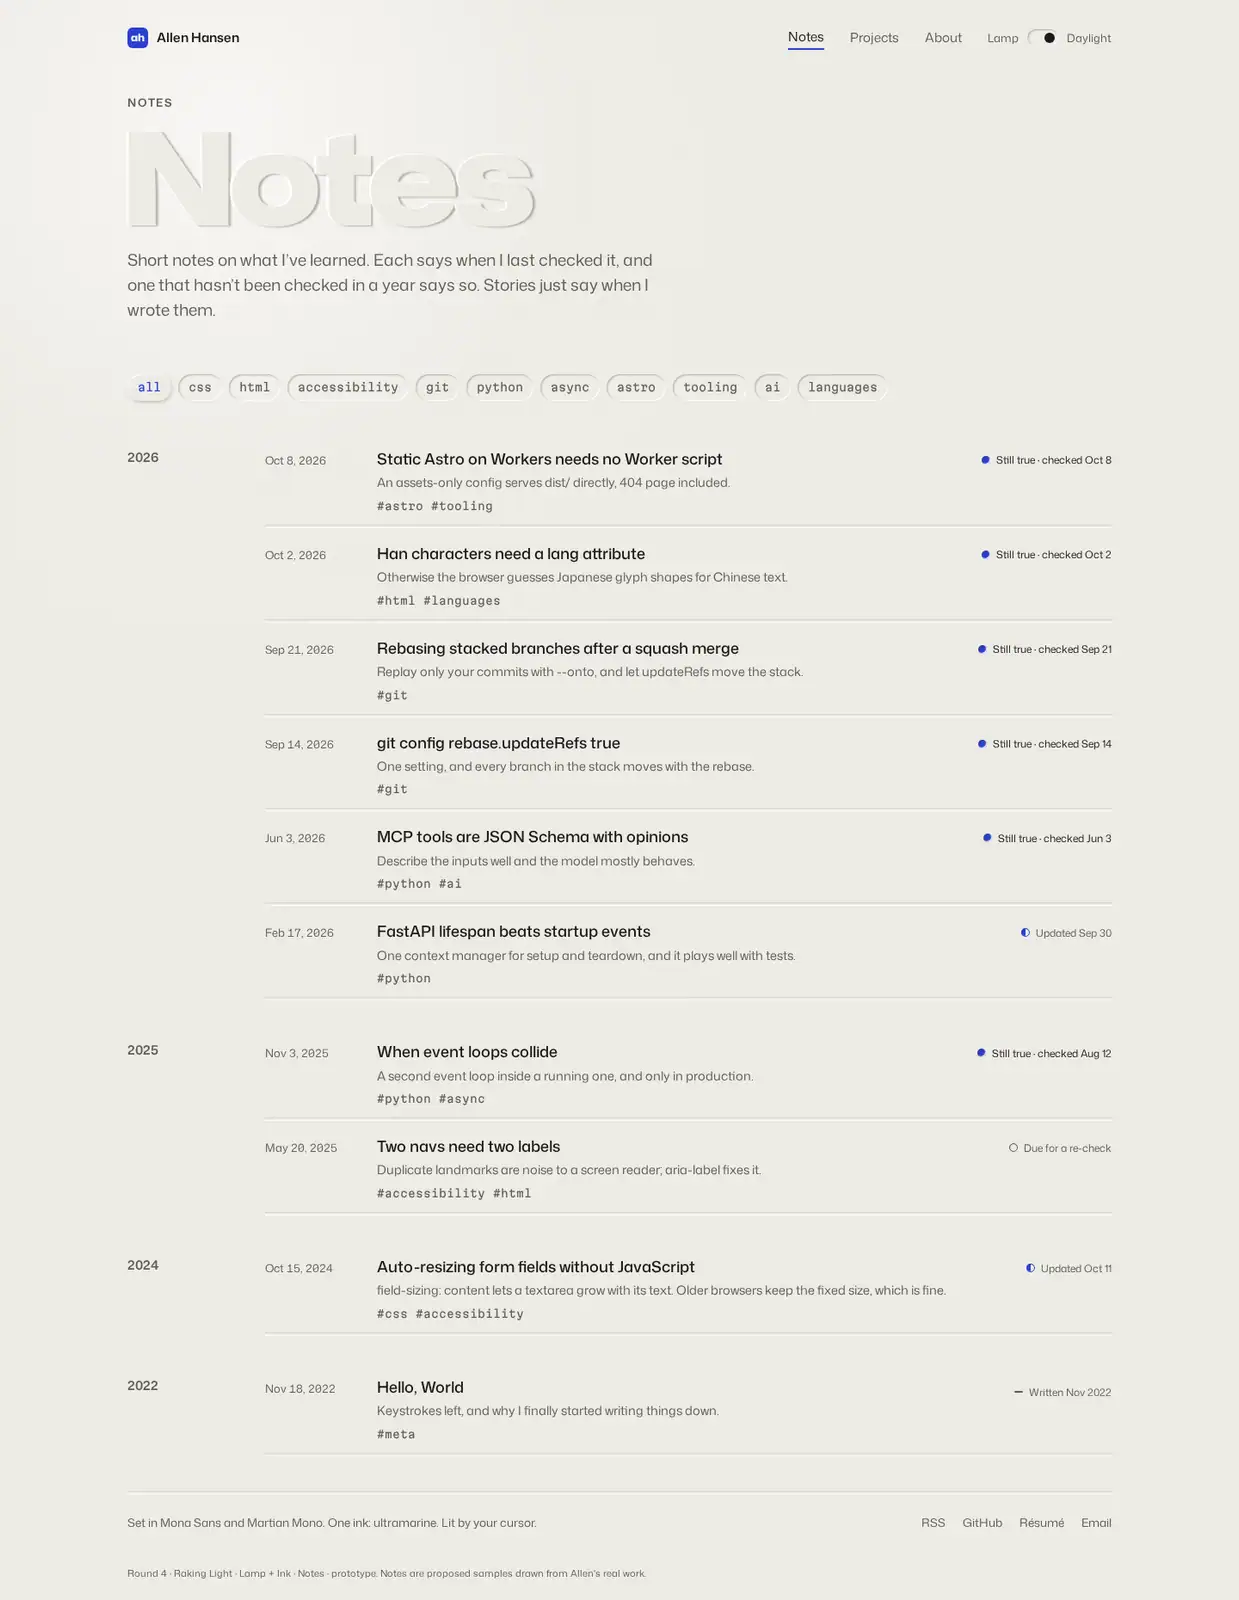 ah Allen Hansen
Notes Projects About Lamp Daylight
NOTES
Notes
Short notes on what I've learned. Each says when I last checked it, and
one that hasn't been checked in a year says so. Stories just say when I
wrote them.
all css html accessibility git python async astro tooling ai languages
2026
Oct 8, 2026
Static Astro on Workers needs no Worker script
Still true · checked Oct 8
An assets-only config serves dist/ directly, 404 page included.
#astro #tooling
Oct 2, 2026
Han characters need a lang attribute
Still true · checked Oct 2
Otherwise the browser guesses Japanese glyph shapes for Chinese text.
#html #languages
Sep 21, 2026
Rebasing stacked branches after a squash merge
Still true · checked Sep 21
Replay only your commits with --onto, and let updateRefs move the stack.
#git
Sep 14, 2026
git config rebase.updateRefs true
Still true · checked Sep 14
One setting, and every branch in the stack moves with the rebase.
#git
Jun 3, 2026
MCP tools are JSON Schema with opinions
Still true · checked Jun 3
Describe the inputs well and the model mostly behaves.
#python #ai
Feb 17, 2026
FastAPI lifespan beats startup events
Updated Sep 30
One context manager for setup and teardown, and it plays well with tests.
#python
2025
Nov 3, 2025
When event loops collide
Still true · checked Aug 12
A second event loop inside a running one, and only in production.
#python #async
May 20, 2025
Two navs need two labels
Due for a re-check
Duplicate landmarks are noise to a screen reader; aria-label fixes it.
#accessibility #html
2024
Oct 15, 2024
Auto-resizing form fields without JavaScript
Updated Oct 11
field-sizing: content lets a textarea grow with its text. Older browsers keep the fixed size, which is fine.
#css #accessibility
2022
Nov 18, 2022
Hello, World
Written Nov 2022
Keystrokes left, and why I finally started writing things down.
#meta
Set in Mona Sans and Martian Mono. One ink: ultramarine. Lit by your cursor.
RSS GitHub Résumé Email
Round 4 · Raking Light · Lamp + Ink · Notes · prototype. Notes are proposed samples drawn from Allen's real work.